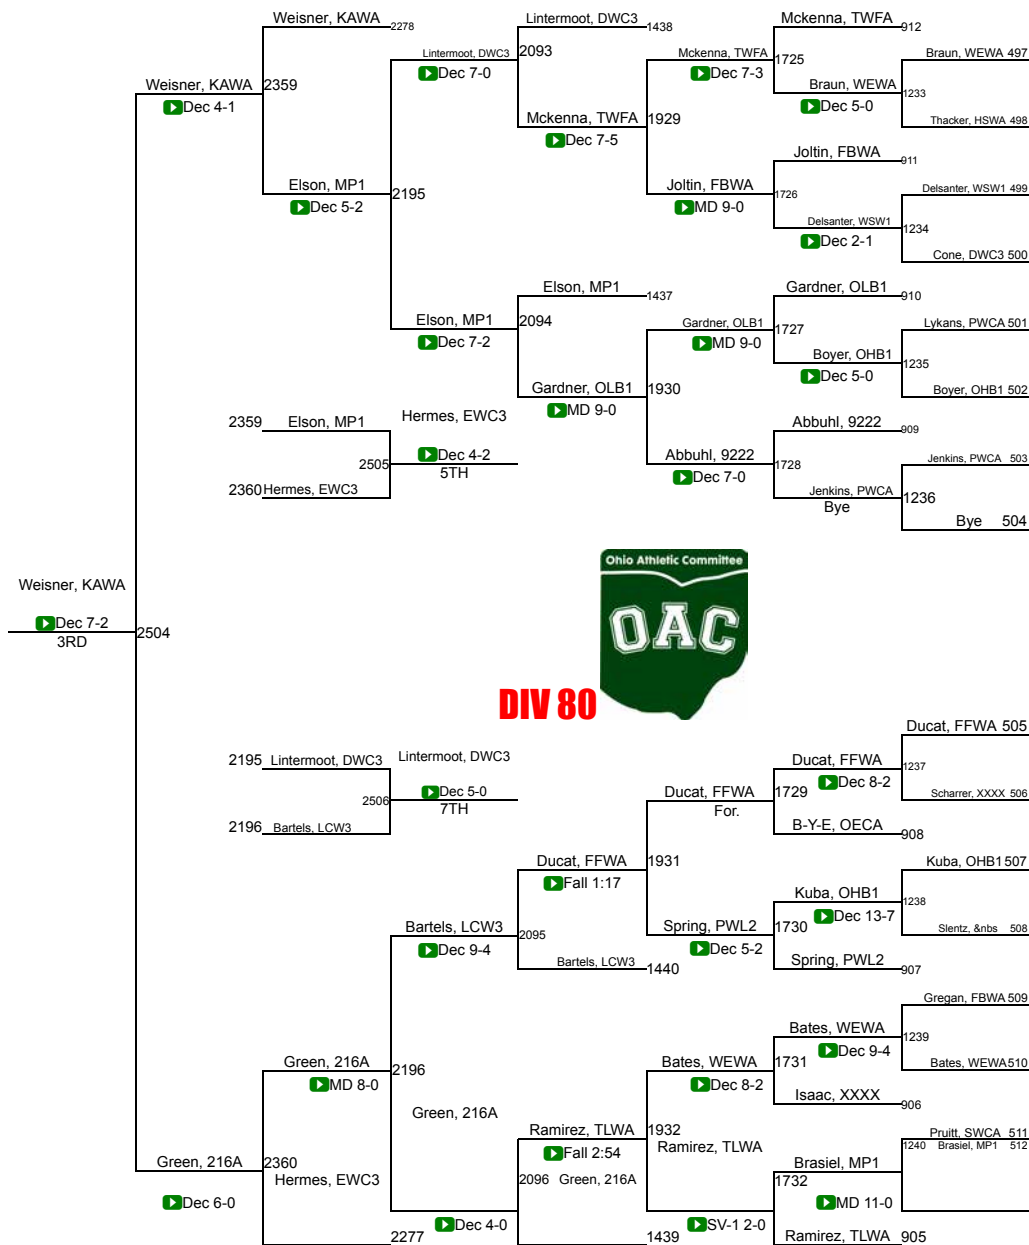 Weisner, KAWA
2278
Lintermoot, DWC3
1438
Mckenna, TWFA
912
Lintermoot, DWC3
2093
Mckenna, TWFA
1725
Braun, WEWA 497
Dec 7-0
Dec 7-3
Weisner, KAWA
2359
Braun, WEWA
1233
Dec 4-1
Dec 5-0
Mckenna, TWFA
1929
Thacker, HSWA 498
Dec 7-5
Joltin, FBWA
911
Elson, MP1
2195
Joltin, FBWA
1726
Delsanter, WSW1 499
Dec 5-2
MD 9-0
Delsanter, WSW1
1234
Dec 2-1
Cone, DWC3 500
Elson, MP1
1437
Gardner, OLB1
910
Elson, MP1
2094
Gardner, OLB1
1727
Lykans, PWCA 501
Dec 7-2
MD 9-0
Boyer, OHB1
1235
Dec 5-0
Gardner, OLB1
1930
Boyer, OHB1 502
MD 9-0
2359
Elson, MP1
Hermes, EWC3
Abbuhl, 9222
909
2505
Dec 4-2
5TH
Abbuhl, 9222
1728
Jenkins, PWCA 503
Dec 7-0
2360
Hermes, EWC3
Jenkins, PWCA
1236
Bye
Bye 504
Ohio Athletic Committee
OAC
Weisner, KAWA
Dec 7-2
2504
3RD
DIV 80
Ducat, FFWA 505
2195
Lintermoot, DWC3
Lintermoot, DWC3
Ducat, FFWA
1237
Dec 8-2
2506
Dec 5-0
7TH
Ducat, FFWA
1729
Scharrer, XXXX 506
For.
2196
Bartels, LCW3
B-Y-E, OECA
908
Ducat, FFWA
1931
Kuba, OHB1 507
Fall 1:17
Kuba, OHB1
1238
Dec 13-7
Bartels, LCW3
2095
Spring, PWL2
1730
Slentz, &nbs 508
Dec 9-4
Dec 5-2
Bartels, LCW3
1440
Spring, PWL2
907
Gregan, FBWA 509
Bates, WEWA
1239
Dec 9-4
Green, 216A
2196
Bates, WEWA
1731
Bates, WEWA 510
MD 8-0
Dec 8-2
Isaac, XXXX
906
Green, 216A
Ramirez, TLWA
1932
Pruitt, SWCA 511
Fall 2:54
Ramirez, TLWA
1240
Brasiel, MP1 512
Green, 216A
2360
Brasiel, MP1
Hermes, EWC3
2096
Green, 216A
1732
Dec 6-0
MD 11-0
Dec 4-0
SV-1 2-0
2277
1439
Ramirez, TLWA
905